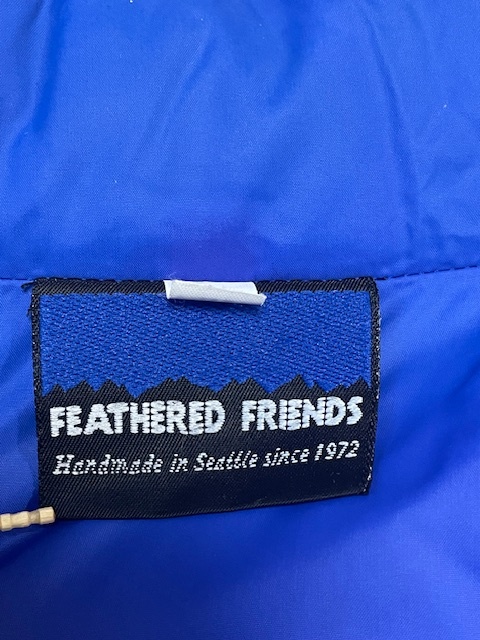 FEATHERED FRIENDS
Handmade in Seattle since 1972